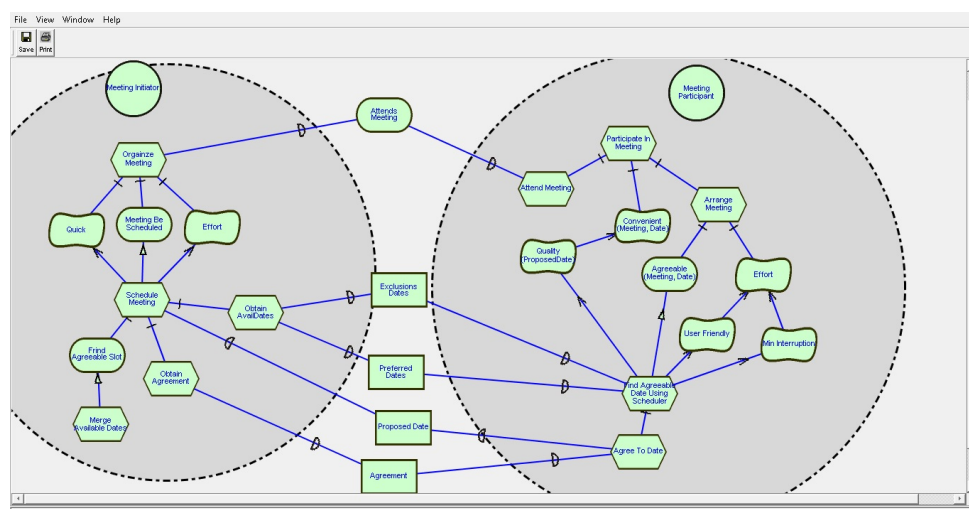 File View Window Help
Save Print
Meeting Initiator
Attends
Meeting
Meeting
Participant
Orgainze
Meeting
Participate In
Meeting
Attend Meeting
Arrange
Meeting
Quick
Meeting Be
Scheduled
Effort
Convenient
(Meeting, Date)
Quality
(ProposedDate)
Agreeable
(Meeting, Date)
Effort
Schedule
Meeting
Obtain
AvailDates
Exclusions
Dates
User Friendly
Min Interruption
Frind
Agreeable Slot
Obtain
Agreement
Preferred
Dates
Find Agreeable
Date Using
Scheduler
Merge
Available Dates
Proposed Date
Agree To Date
Agreement